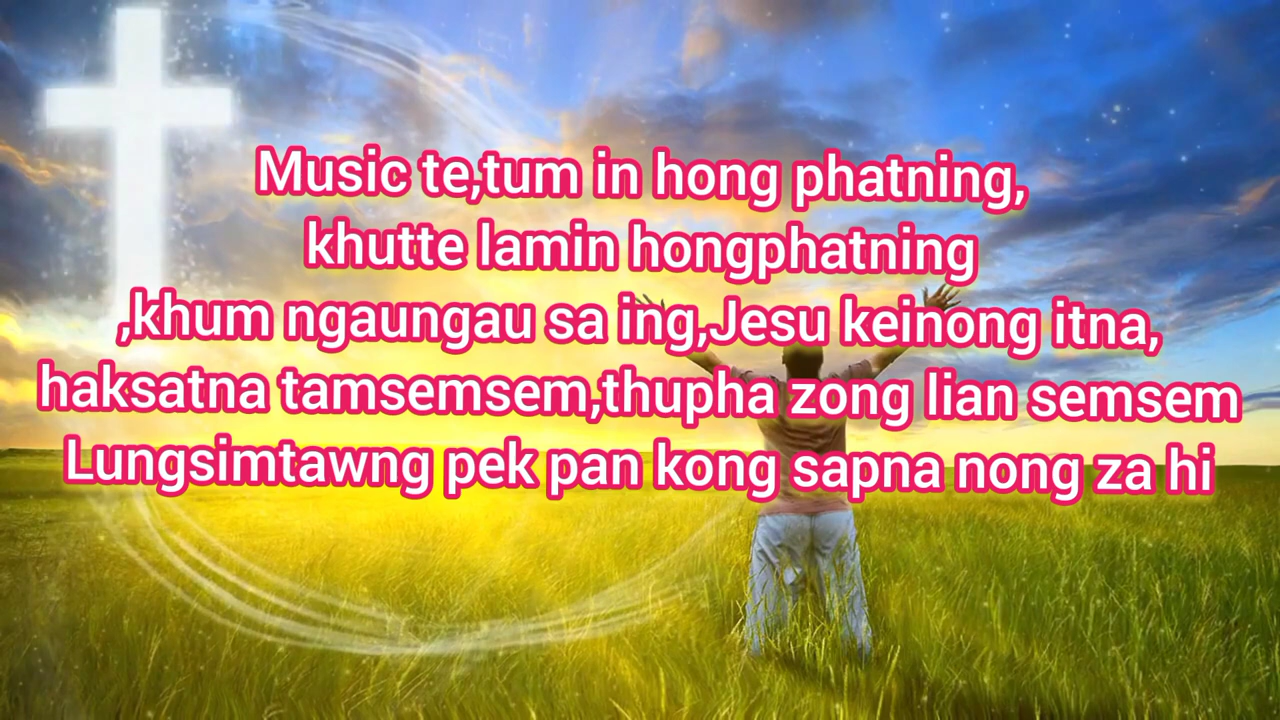 Music te,tum in hong phatning,
khutte lamin hongphatning
,khum ngaungau sa ing,Jesu keinong itna,
haksatna tamsemsem,thupha zong lian semsem
Lungsimtawng pek pan kong sapna nong za hi